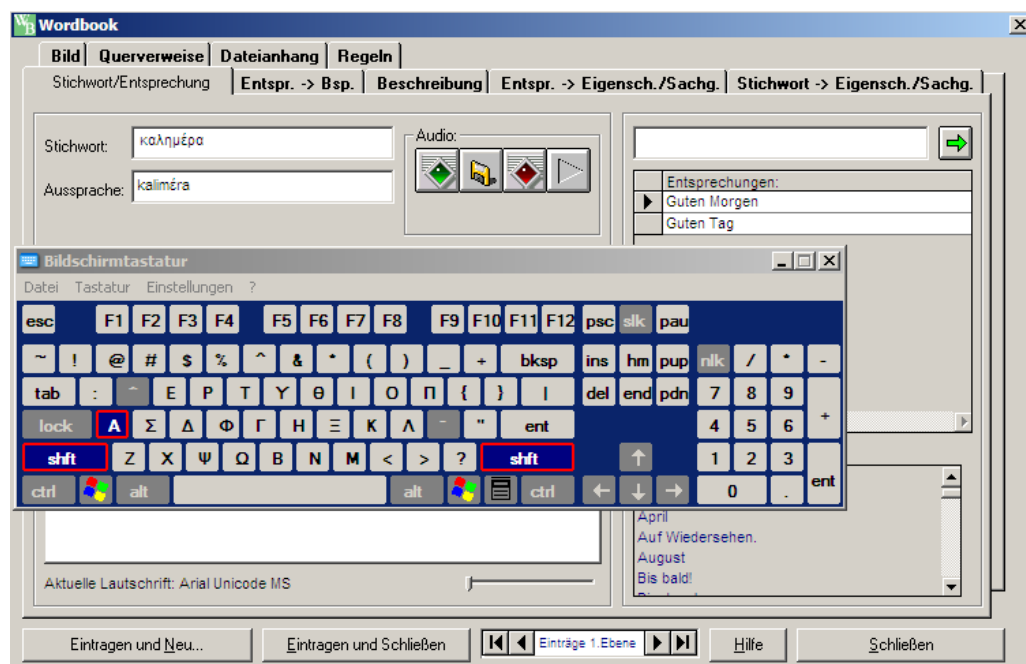 Wordbook
Bild Querverweise Dateianhang Regeln
Stichwort/Entsprechung Entspr. -> Bsp. Beschreibung Entspr. -> Eigensch./Sachg. Stichwort -> Eigensch./Sachg.
Stichwort: καλημέρα
Aussprache: kaliméra
Audio:
Entsprechungen:
Guten Morgen
Guten Tag
Bildschirmtastatur
Datei Tastatur Einstellungen ?
esc F1 F2 F3 F4 F5 F6 F7 F8 F9 F10 F11 F12 psc slk pau
~ ! @ # $ % ^ & * ( ) _ + bksp ins hm pup nlk / * -
tab : ^ Ε Ρ Τ Υ Θ Ι Ο Π { } | del end pdn 7 8 9 +
lock Α Σ Δ Φ Γ Η Ξ Κ Λ ¨ " ent 4 5 6
shft Ζ Χ Ψ Ω Β Ν Μ < > ? shft ↑ 1 2 3 ent
ctrl alt alt ctrl ← ↓ → 0 .
April
Auf Wiedersehen.
August
Bis bald!
Aktuelle Lautschrift: Arial Unicode MS
Eintragen und Neu... Eintragen und Schließen Einträge 1.Ebene Hilfe Schließen